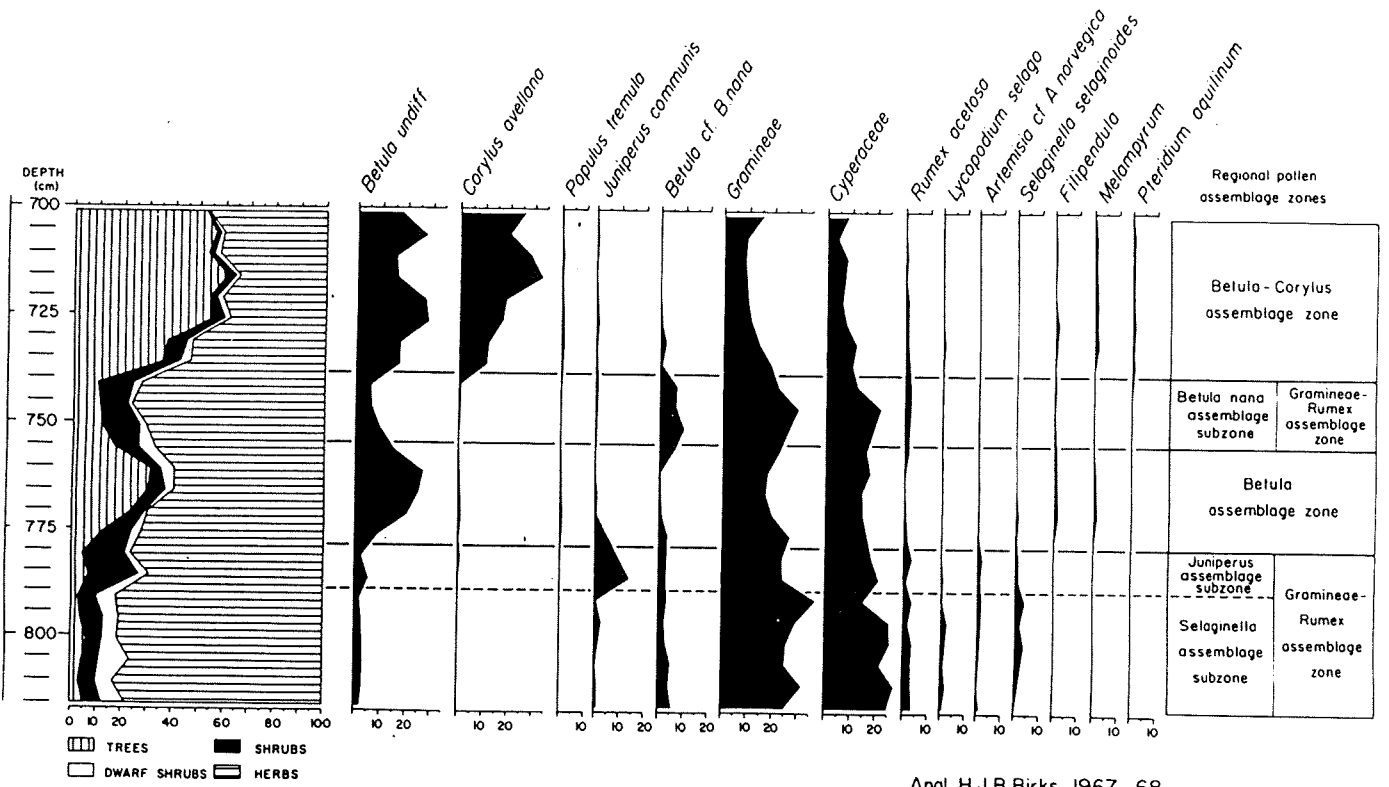 Betula undiff
Corylus avellana
Populus tremula
Juniperus communis
Betula cf. B.nana
Gramineae
Cyperaceae
Rumex acetosa
Lycopodium selago
Artemisia cf A norvegica
Selaginella selaginoides
Filipendula
Melampyrum
Pteridium aquilinum
DEPTH
(cm)
700
725
750
775
800
Regional pollen
assemblage zones
Betula - Corylus
assemblage zone
Betula nana
assemblage
subzone
Gramineae-
Rumex
assemblage
zone
Betula
assemblage zone
Juniperus
assemblage
subzone
Selaginella
assemblage
subzone
Gramineae-
Rumex
assemblage
zone
0 10 20 40 60 80 100
10 20
10 20
10
10
10 20
10 20
10 20
10
10
10
10
10
10
10
TREES
SHRUBS
DWARF SHRUBS
HERBS
Anal H.J.B.Birks 1967-68